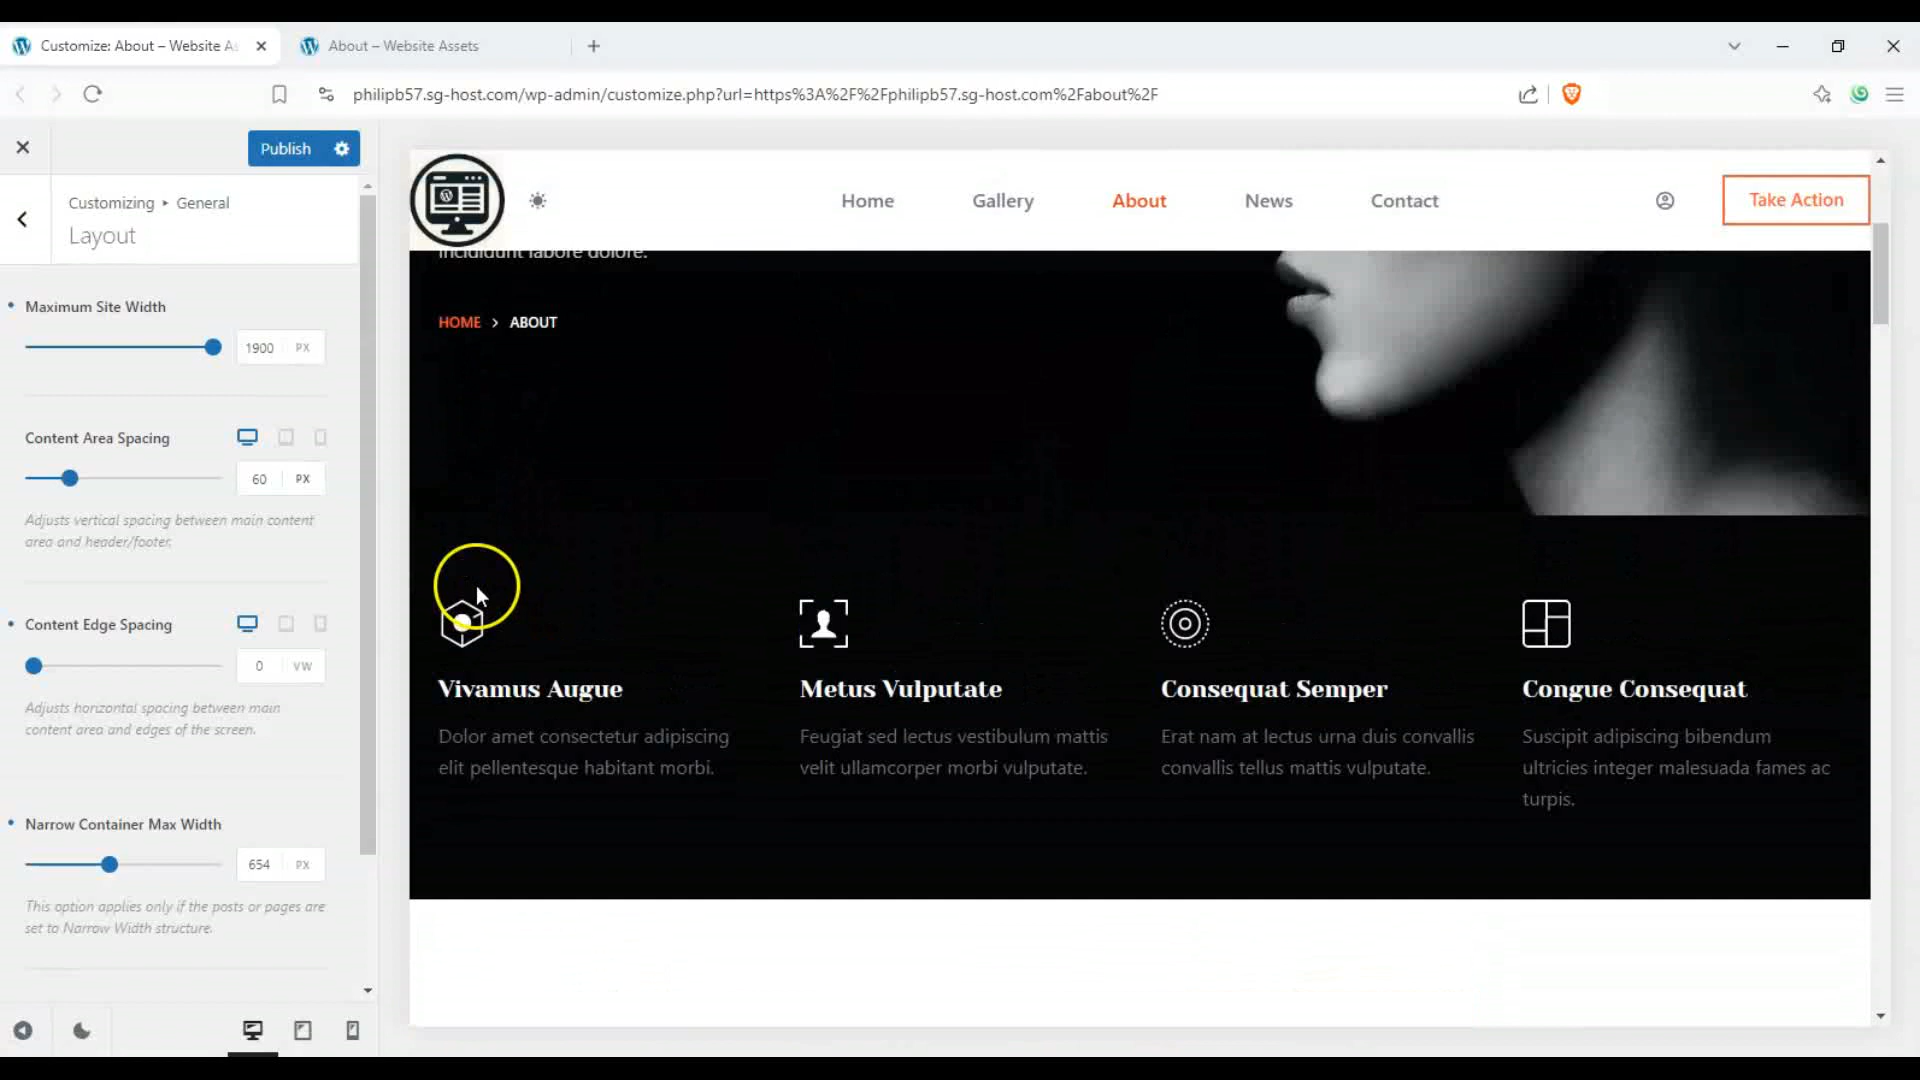 Customize: About – Website As
About – Website Assets
philipb57.sg-host.com/wp-admin/customize.php?url=https%3A%2F%2Fphilipb57.sg-host.com%2Fabout%2F
Publish
Customizing ▸ General
Layout
Maximum Site Width
1900 PX
Content Area Spacing
60 PX
Adjusts vertical spacing between main content
area and header/footer.
Content Edge Spacing
0 VW
Adjusts horizontal spacing between main
content area and edges of the screen.
Narrow Container Max Width
654 PX
This option applies only if the posts or pages are
set to Narrow Width structure.
Home
Gallery
About
News
Contact
Take Action
incididunt labore dolore.
HOME > ABOUT
Vivamus Augue
Dolor amet consectetur adipiscing
elit pellentesque habitant morbi.
Metus Vulputate
Feugiat sed lectus vestibulum mattis
velit ullamcorper morbi vulputate.
Consequat Semper
Erat nam at lectus urna duis convallis
convallis tellus mattis vulputate.
Congue Consequat
Suscipit adipiscing bibendum
ultricies integer malesuada fames ac
turpis.